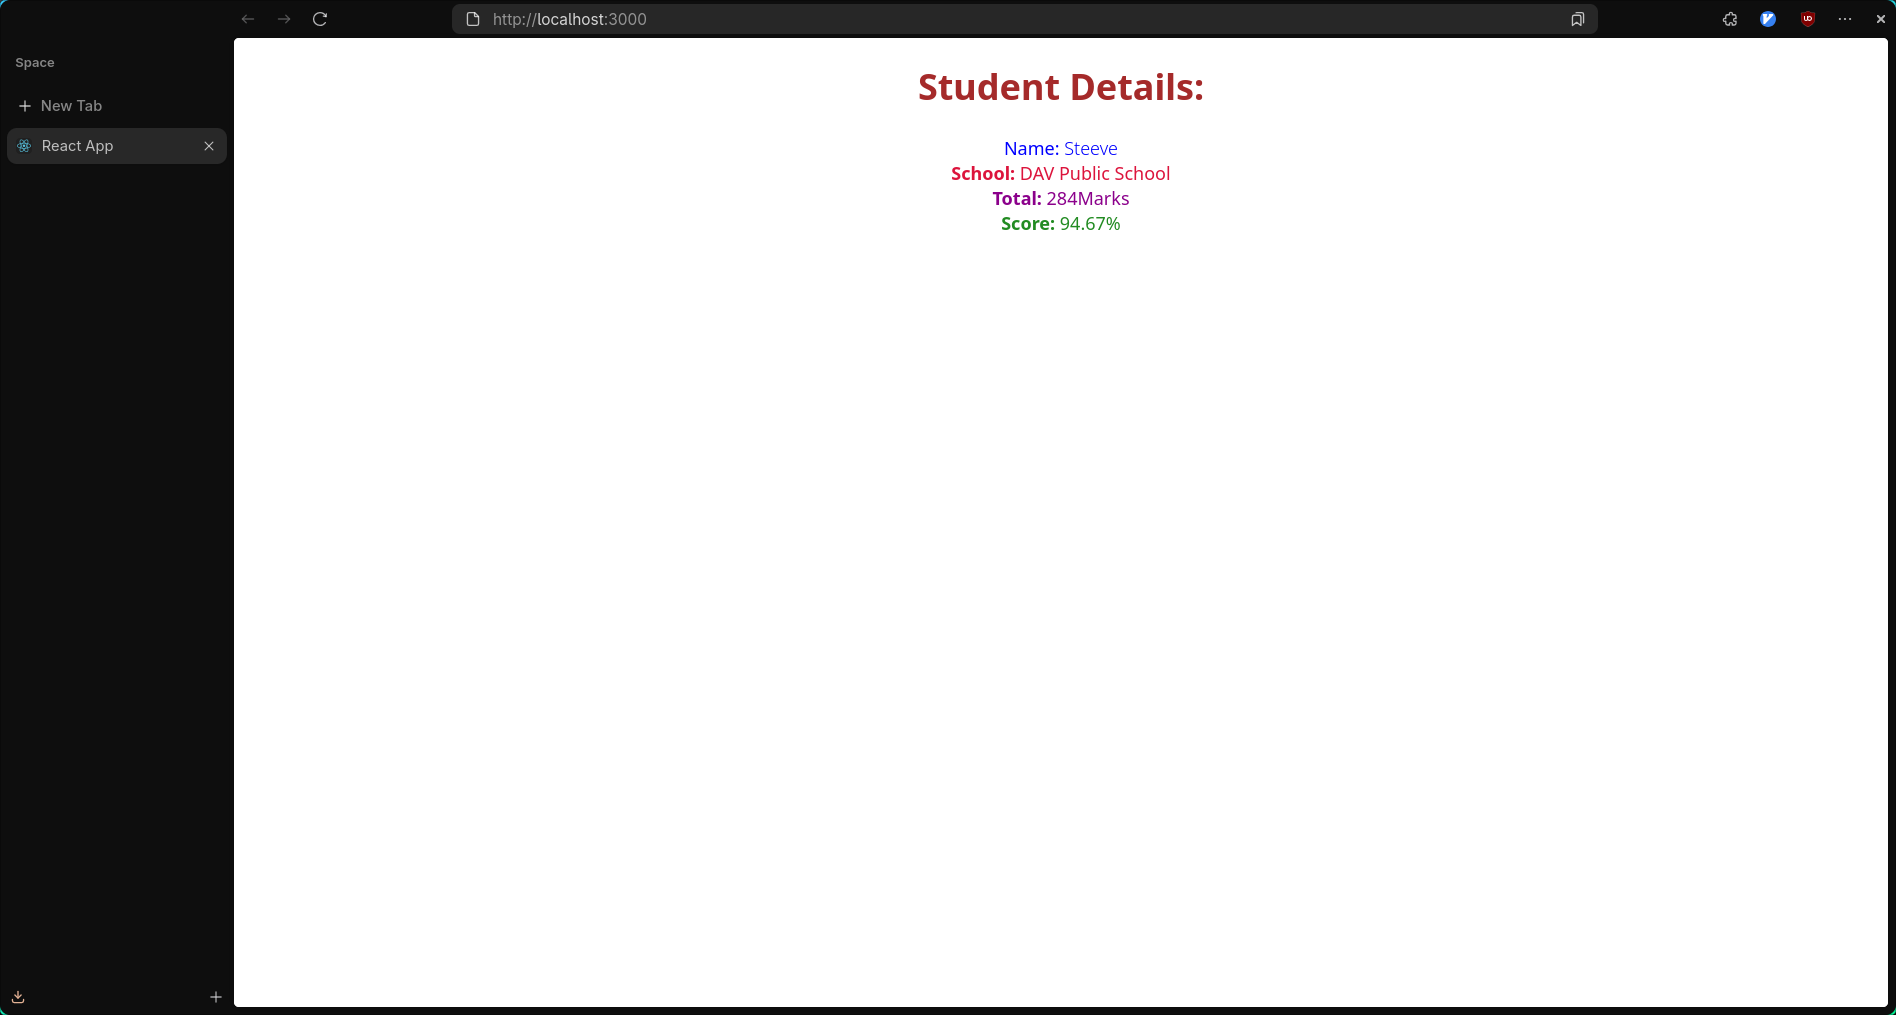 http://localhost:3000
Space
New Tab
React App
Student Details:
Name: Steeve
School: DAV Public School
Total: 284Marks
Score: 94.67%